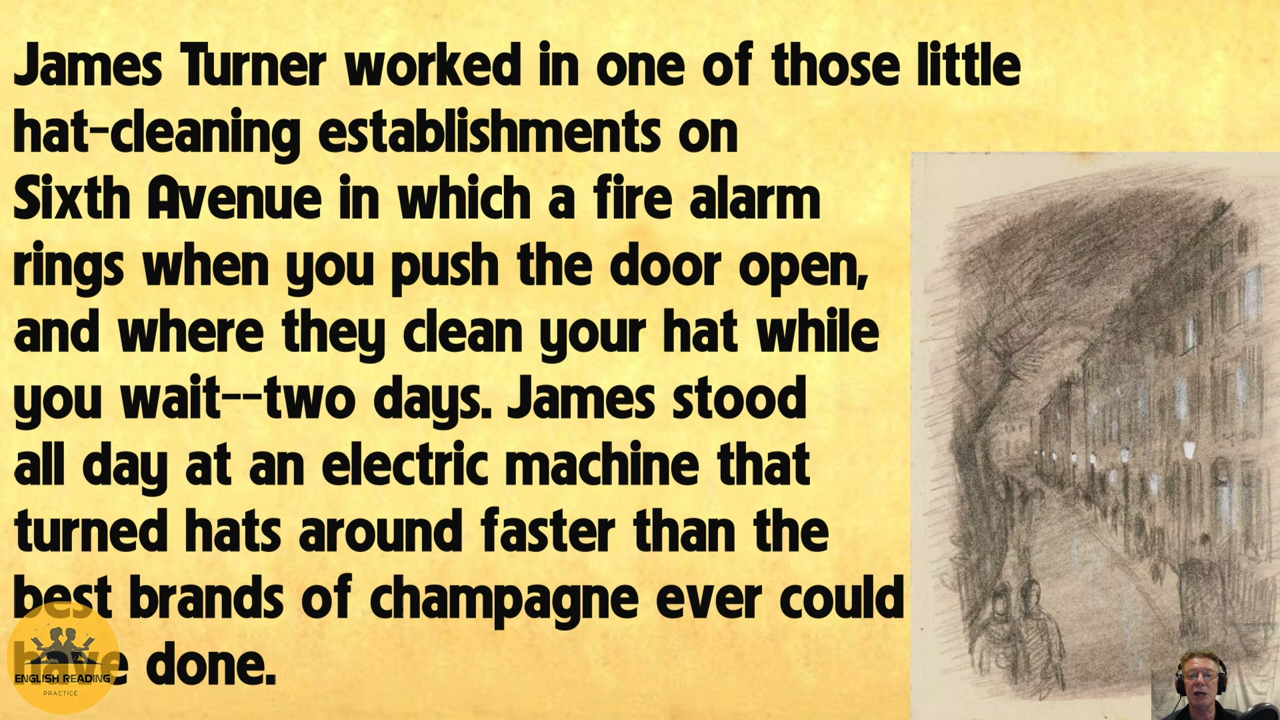 James Turner worked in one of those little
hat-cleaning establishments on
Sixth Avenue in which a fire alarm
rings when you push the door open,
and where they clean your hat while
you wait--two days. James stood
all day at an electric machine that
turned hats around faster than the
best brands of champagne ever could
have done.
ENGLISH READING
PRACTICE